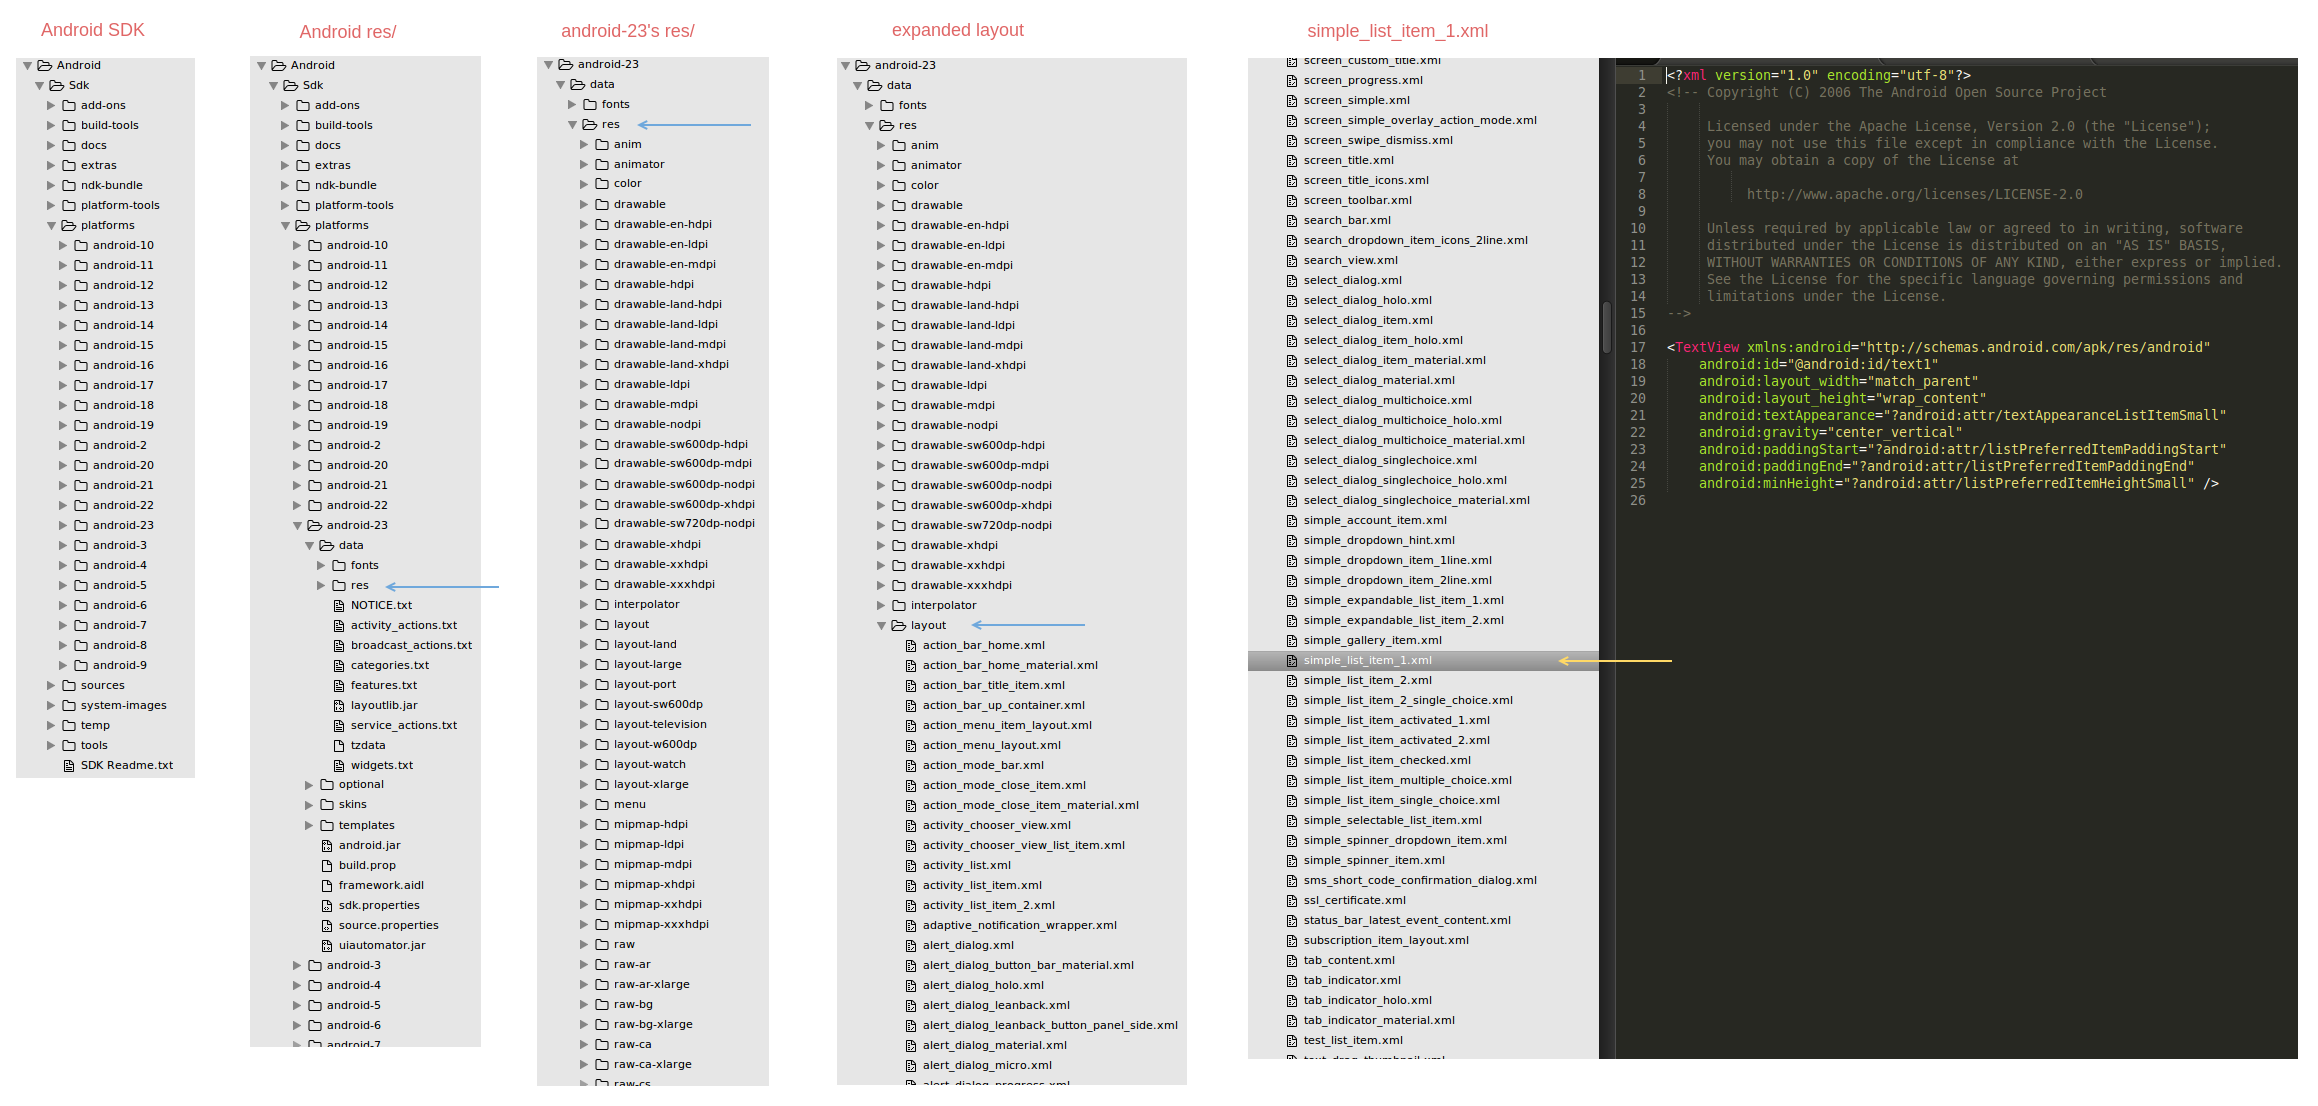 Android SDK
Android
Sdk
add-ons
build-tools
docs
extras
ndk-bundle
platform-tools
platforms
android-10
android-11
android-12
android-13
android-14
android-15
android-16
android-17
android-18
android-19
android-2
android-20
android-21
android-22
android-23
android-3
android-4
android-5
android-6
android-7
android-8
android-9
sources
system-images
temp
tools
SDK Readme.txt
Android res/
Android
Sdk
add-ons
build-tools
docs
extras
ndk-bundle
platform-tools
platforms
android-10
android-11
android-12
android-13
android-14
android-15
android-16
android-17
android-18
android-19
android-2
android-20
android-21
android-22
android-23
data
fonts
res
NOTICE.txt
activity_actions.txt
broadcast_actions.txt
categories.txt
features.txt
layoutlib.jar
service_actions.txt
tzdata
widgets.txt
optional
skins
templates
android.jar
build.prop
framework.aidl
sdk.properties
source.properties
uiautomator.jar
android-3
android-4
android-5
android-6
android-7
android-23's res/
android-23
data
fonts
res
anim
animator
color
drawable
drawable-en-hdpi
drawable-en-ldpi
drawable-en-mdpi
drawable-hdpi
drawable-land-hdpi
drawable-land-ldpi
drawable-land-mdpi
drawable-land-xhdpi
drawable-ldpi
drawable-mdpi
drawable-nodpi
drawable-sw600dp-hdpi
drawable-sw600dp-mdpi
drawable-sw600dp-nodpi
drawable-sw600dp-xhdpi
drawable-sw720dp-nodpi
drawable-xhdpi
drawable-xxhdpi
drawable-xxxhdpi
interpolator
layout
layout-land
layout-large
layout-port
layout-sw600dp
layout-television
layout-w600dp
layout-watch
layout-xlarge
menu
mipmap-hdpi
mipmap-ldpi
mipmap-mdpi
mipmap-xhdpi
mipmap-xxhdpi
mipmap-xxxhdpi
raw
raw-ar
raw-ar-xlarge
raw-bg
raw-bg-xlarge
raw-ca
raw-ca-xlarge
raw-cs
expanded layout
android-23
data
fonts
res
anim
animator
color
drawable
drawable-en-hdpi
drawable-en-ldpi
drawable-en-mdpi
drawable-hdpi
drawable-land-hdpi
drawable-land-ldpi
drawable-land-mdpi
drawable-land-xhdpi
drawable-ldpi
drawable-mdpi
drawable-nodpi
drawable-sw600dp-hdpi
drawable-sw600dp-mdpi
drawable-sw600dp-nodpi
drawable-sw600dp-xhdpi
drawable-sw720dp-nodpi
drawable-xhdpi
drawable-xxhdpi
drawable-xxxhdpi
interpolator
layout
action_bar_home.xml
action_bar_home_material.xml
action_bar_title_item.xml
action_bar_up_container.xml
action_menu_item_layout.xml
action_menu_layout.xml
action_mode_bar.xml
action_mode_close_item.xml
action_mode_close_item_material.xml
activity_chooser_view.xml
activity_chooser_view_list_item.xml
activity_list.xml
activity_list_item.xml
activity_list_item_2.xml
adaptive_notification_wrapper.xml
alert_dialog.xml
alert_dialog_button_bar_material.xml
alert_dialog_holo.xml
alert_dialog_leanback.xml
alert_dialog_leanback_button_panel_side.xml
alert_dialog_material.xml
alert_dialog_micro.xml
alert_dialog_progress.xml
simple_list_item_1.xml
screen_custom_title.xml
screen_progress.xml
screen_simple.xml
screen_simple_overlay_action_mode.xml
screen_swipe_dismiss.xml
screen_title.xml
screen_title_icons.xml
screen_toolbar.xml
search_bar.xml
search_dropdown_item_icons_2line.xml
search_view.xml
select_dialog.xml
select_dialog_holo.xml
select_dialog_item.xml
select_dialog_item_holo.xml
select_dialog_item_material.xml
select_dialog_material.xml
select_dialog_multichoice.xml
select_dialog_multichoice_holo.xml
select_dialog_multichoice_material.xml
select_dialog_singlechoice.xml
select_dialog_singlechoice_holo.xml
select_dialog_singlechoice_material.xml
simple_account_item.xml
simple_dropdown_hint.xml
simple_dropdown_item_1line.xml
simple_dropdown_item_2line.xml
simple_expandable_list_item_1.xml
simple_expandable_list_item_2.xml
simple_gallery_item.xml
simple_list_item_1.xml
simple_list_item_2.xml
simple_list_item_2_single_choice.xml
simple_list_item_activated_1.xml
simple_list_item_activated_2.xml
simple_list_item_checked.xml
simple_list_item_multiple_choice.xml
simple_list_item_single_choice.xml
simple_selectable_list_item.xml
simple_spinner_dropdown_item.xml
simple_spinner_item.xml
sms_short_code_confirmation_dialog.xml
ssl_certificate.xml
status_bar_latest_event_content.xml
subscription_item_layout.xml
tab_content.xml
tab_indicator.xml
tab_indicator_holo.xml
tab_indicator_material.xml
test_list_item.xml
1 <?xml version="1.0" encoding="utf-8"?>
2 <!-- Copyright (C) 2006 The Android Open Source Project
3
4 Licensed under the Apache License, Version 2.0 (the "License");
5 you may not use this file except in compliance with the License.
6 You may obtain a copy of the License at
7
8 http://www.apache.org/licenses/LICENSE-2.0
9
10 Unless required by applicable law or agreed to in writing, software
11 distributed under the License is distributed on an "AS IS" BASIS,
12 WITHOUT WARRANTIES OR CONDITIONS OF ANY KIND, either express or implied.
13 See the License for the specific language governing permissions and
14 limitations under the License.
15 -->
16
17 <TextView xmlns:android="http://schemas.android.com/apk/res/android"
18 android:id="@android:id/text1"
19 android:layout_width="match_parent"
20 android:layout_height="wrap_content"
21 android:textAppearance="?android:attr/textAppearanceListItemSmall"
22 android:gravity="center_vertical"
23 android:paddingStart="?android:attr/listPreferredItemPaddingStart"
24 android:paddingEnd="?android:attr/listPreferredItemPaddingEnd"
25 android:minHeight="?android:attr/listPreferredItemHeightSmall" />
26